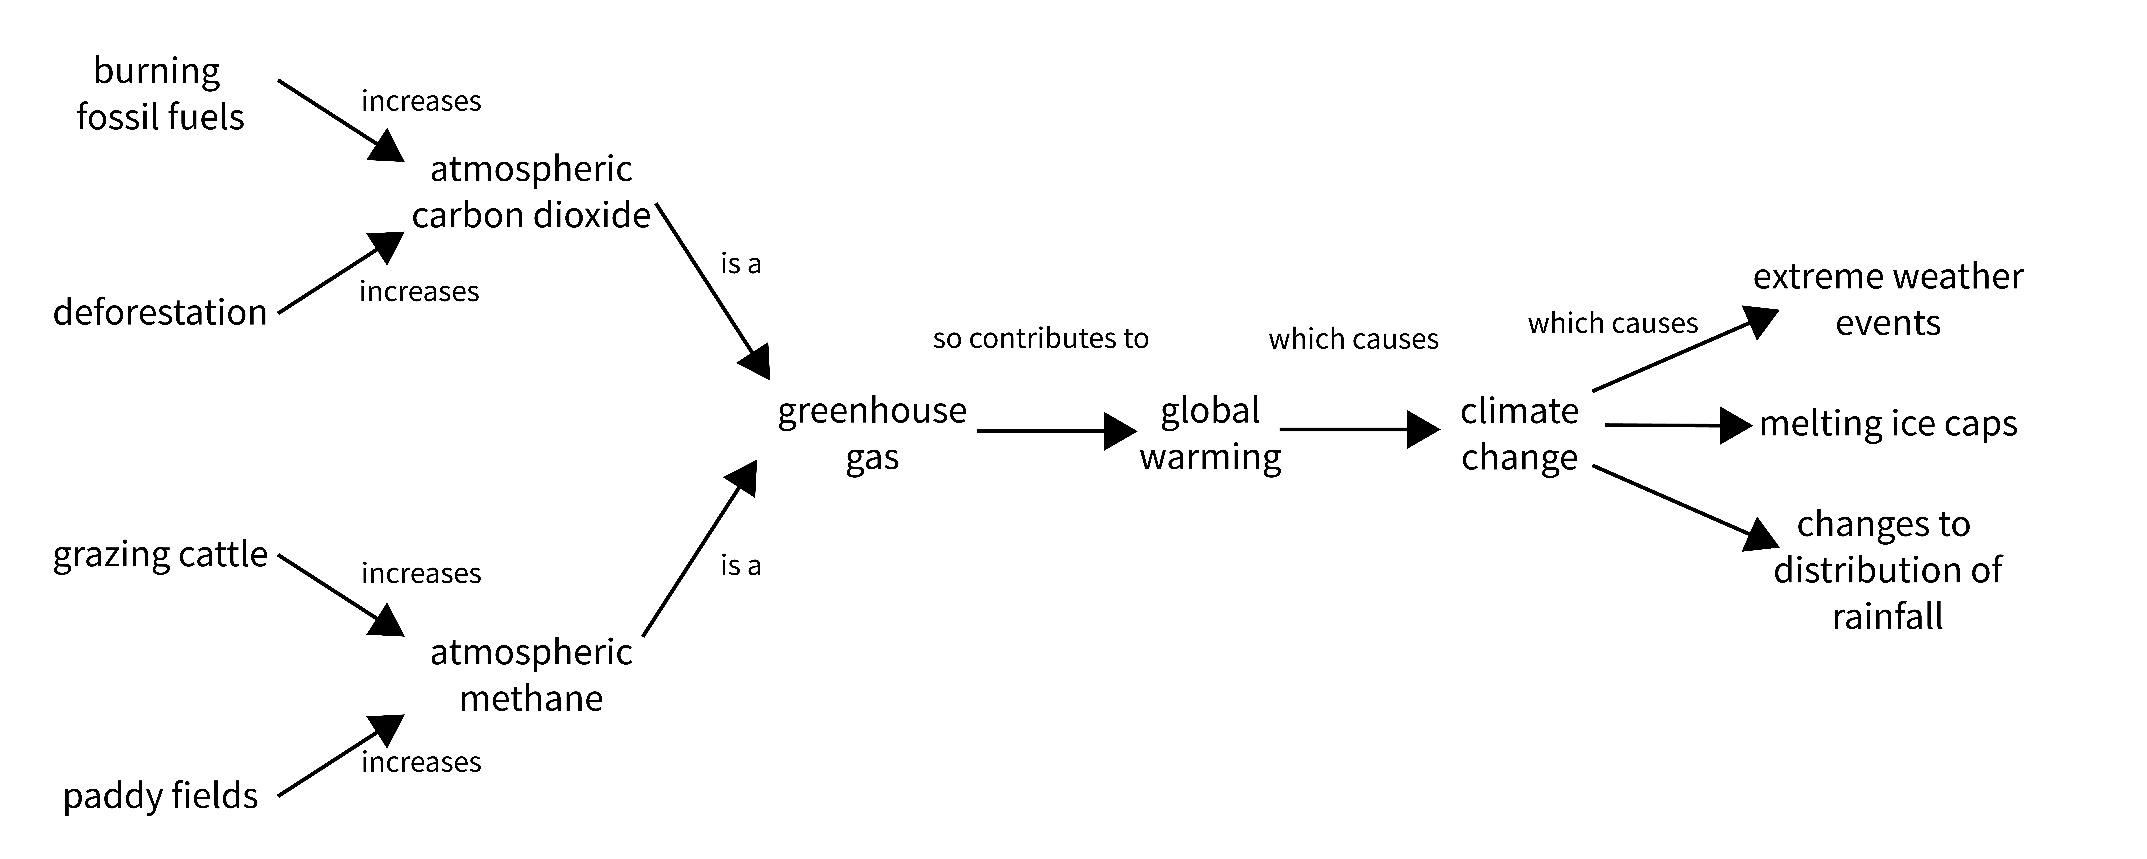 burning
fossil fuels
increases
atmospheric
carbon dioxide
deforestation
increases
is a
grazing cattle
increases
atmospheric
methane
paddy fields
increases
is a
greenhouse
gas
so contributes to
global
warming
which causes
climate
change
which causes
extreme weather
events
melting ice caps
changes to
distribution of
rainfall